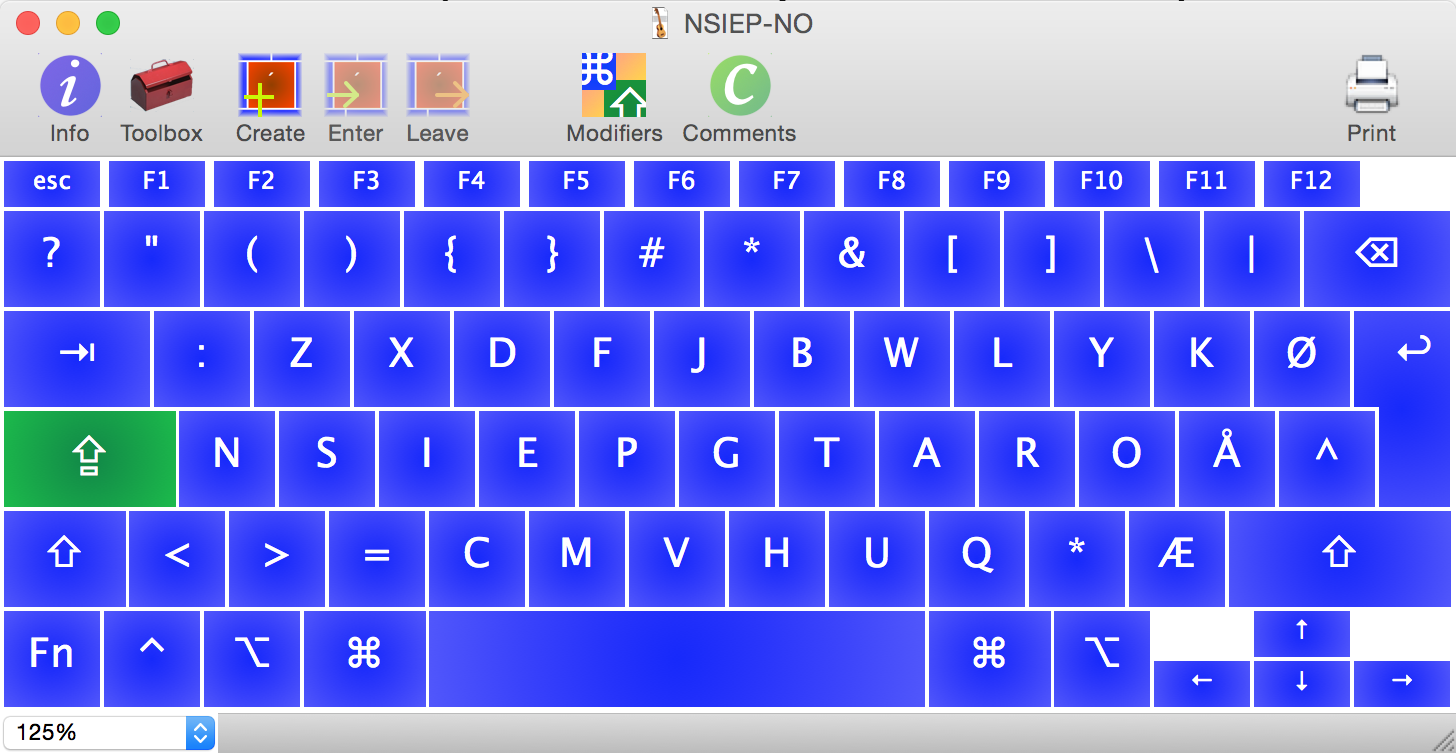 NSIEP-NO
Info Toolbox Create Enter Leave Modifiers Comments Print
esc F1 F2 F3 F4 F5 F6 F7 F8 F9 F10 F11 F12
? " ( ) { } # * & [ ] \ | ⌫
⇥ : Z X D F J B W L Y K Ø ↩
⇪ N S I E P G T A R O Å ^
⇧ < > = C M V H U Q * Æ ⇧
Fn ^ ⌥ ⌘ ⌘ ⌥ ← ↑ ↓ →
125%